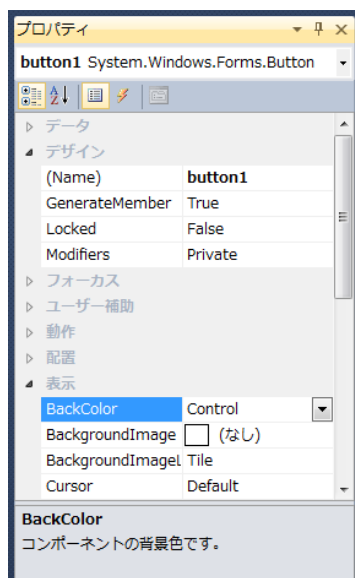 プロパティ
button1 System.Windows.Forms.Button
データ
デザイン
(Name) button1
GenerateMember True
Locked False
Modifiers Private
フォーカス
ユーザー補助
動作
配置
表示
BackColor Control
BackgroundImage (なし)
BackgroundImageL Tile
Cursor Default
BackColor
コンポーネントの背景色です。